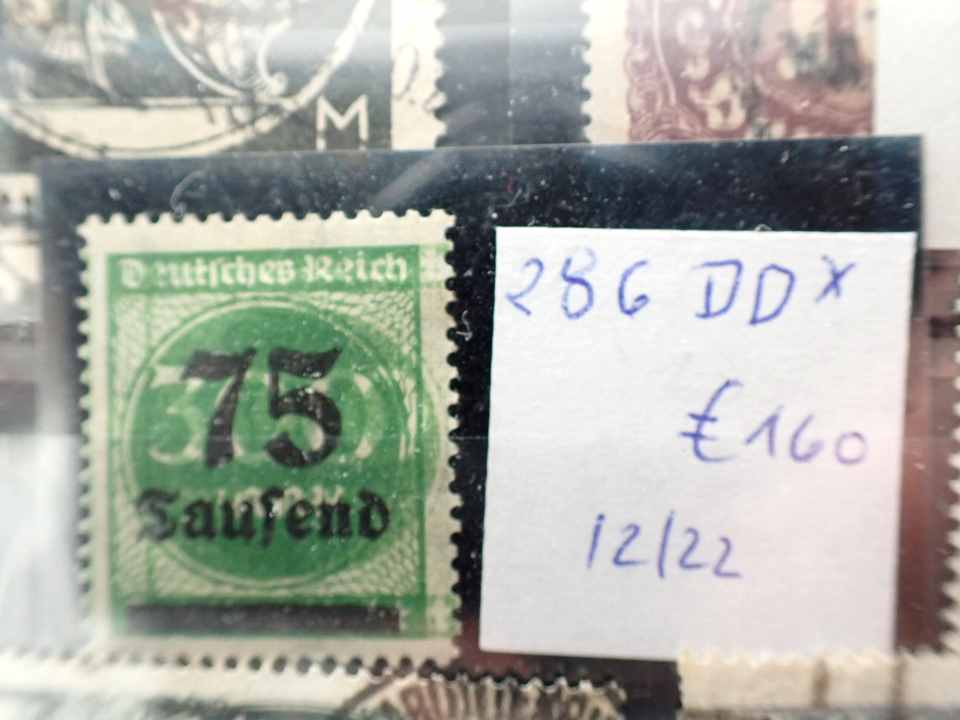 M
Deutsches Reich
75
Tausend
286 DD x
€ 160
12/22